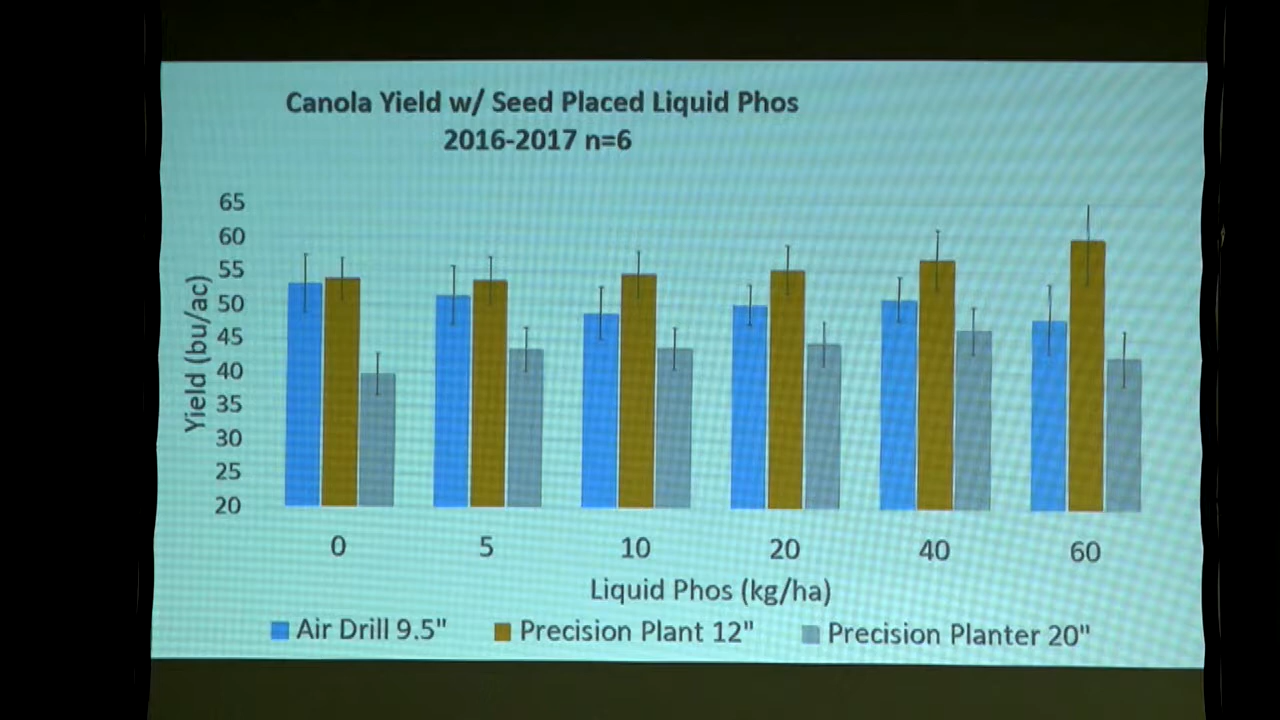 Canola Yield w/ Seed Placed Liquid Phos
2016-2017 n=6
Yield (bu/ac)
65
60
55
50
45
40
35
30
25
20
0 5 10 20 40 60
Liquid Phos (kg/ha)
Air Drill 9.5" Precision Plant 12" Precision Planter 20"